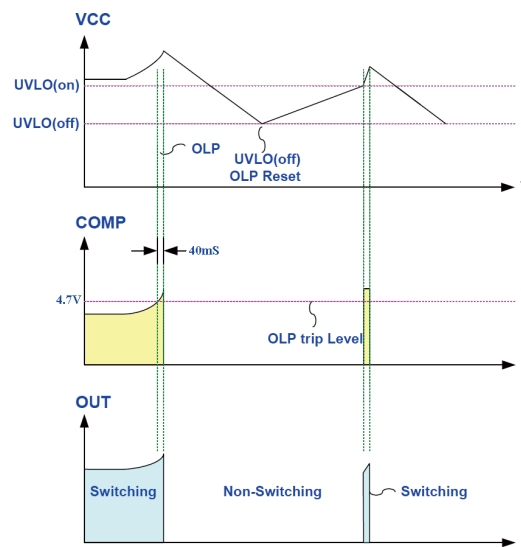 VCC
UVLO(on)
UVLO(off)
OLP
UVLO(off)
OLP Reset
COMP
40mS
4.7V
OLP trip Level
OUT
Switching
Non-Switching
Switching